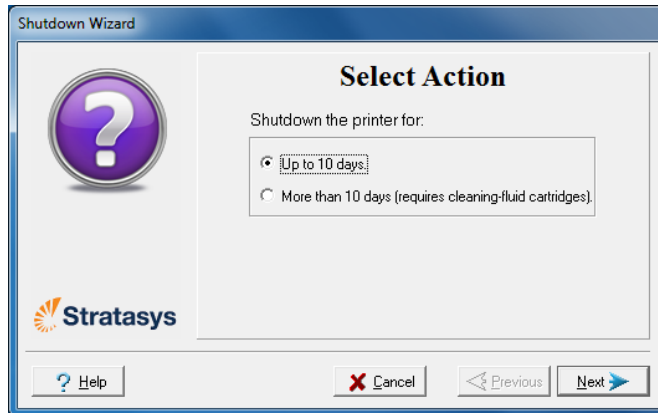 Shutdown Wizard
Select Action
Shutdown the printer for:
Up to 10 days.
More than 10 days (requires cleaning-fluid cartridges).
Stratasys
? Help
Cancel
Previous
Next